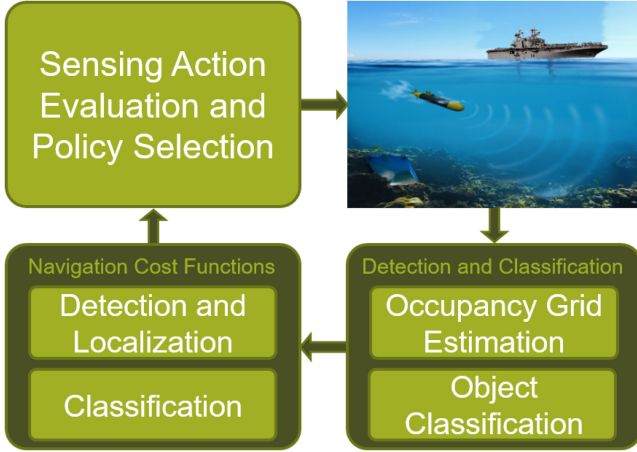 Sensing Action
Evaluation and
Policy Selection
Navigation Cost Functions
Detection and
Localization
Classification
Detection and Classification
Occupancy Grid
Estimation
Object
Classification